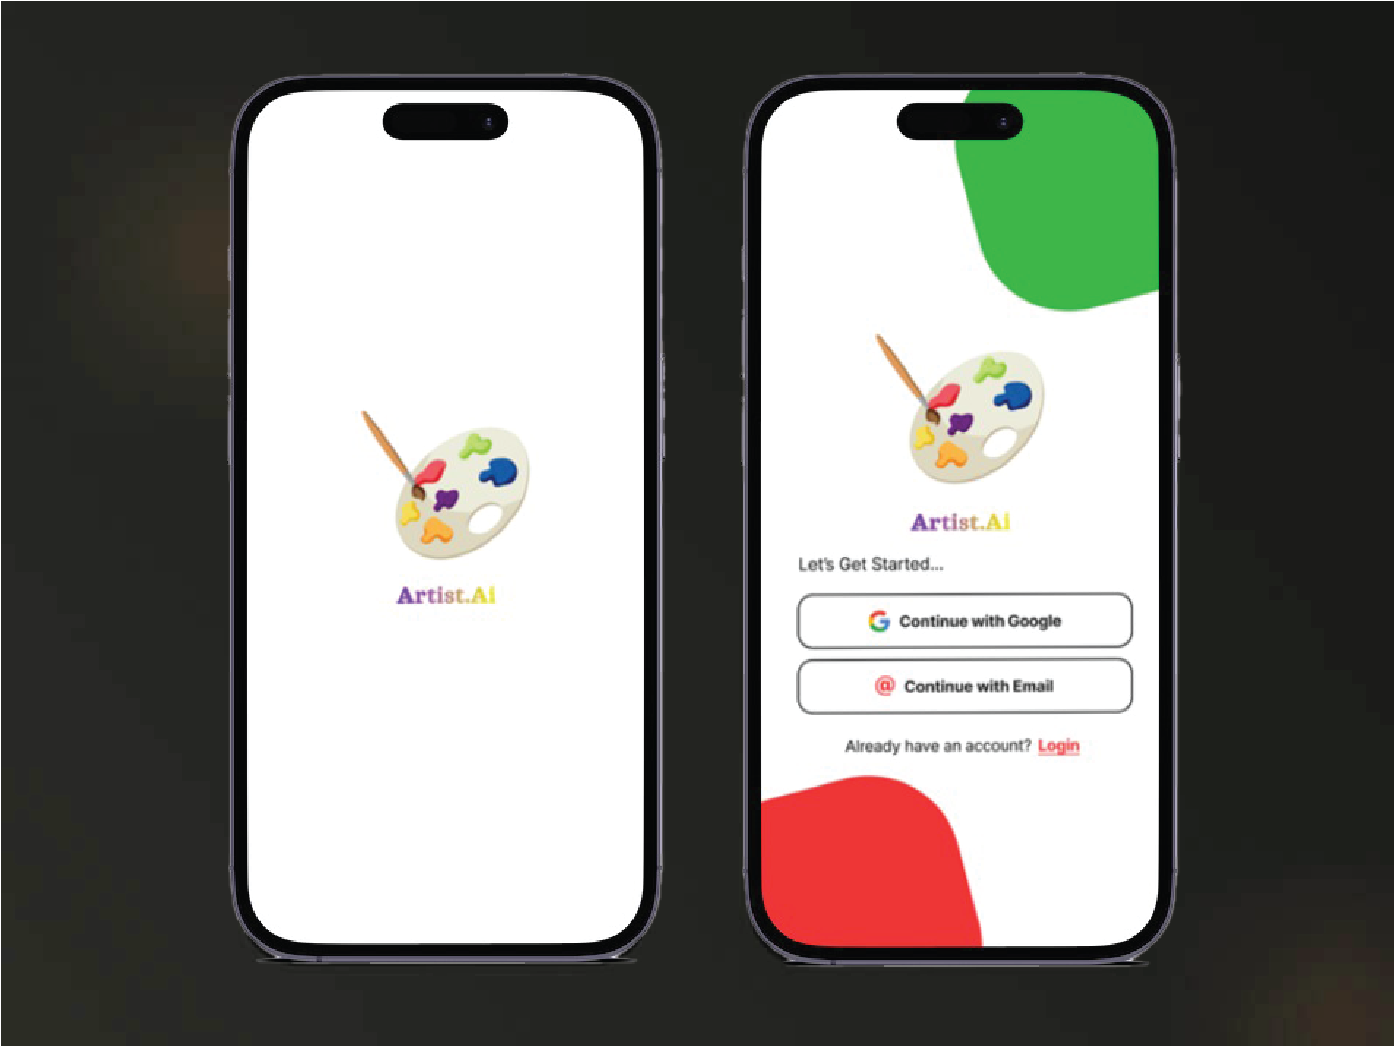 Artist.Ai
Artist.Ai
Let's Get Started...
Continue with Google
@ Continue with Email
Already have an account? Login